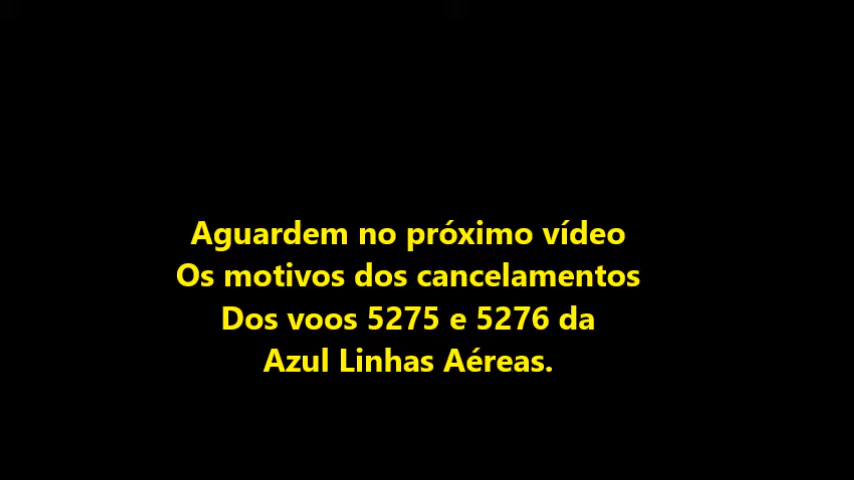 Aguardem no próximo vídeo
Os motivos dos cancelamentos
Dos voos 5275 e 5276 da
Azul Linhas Aéreas.